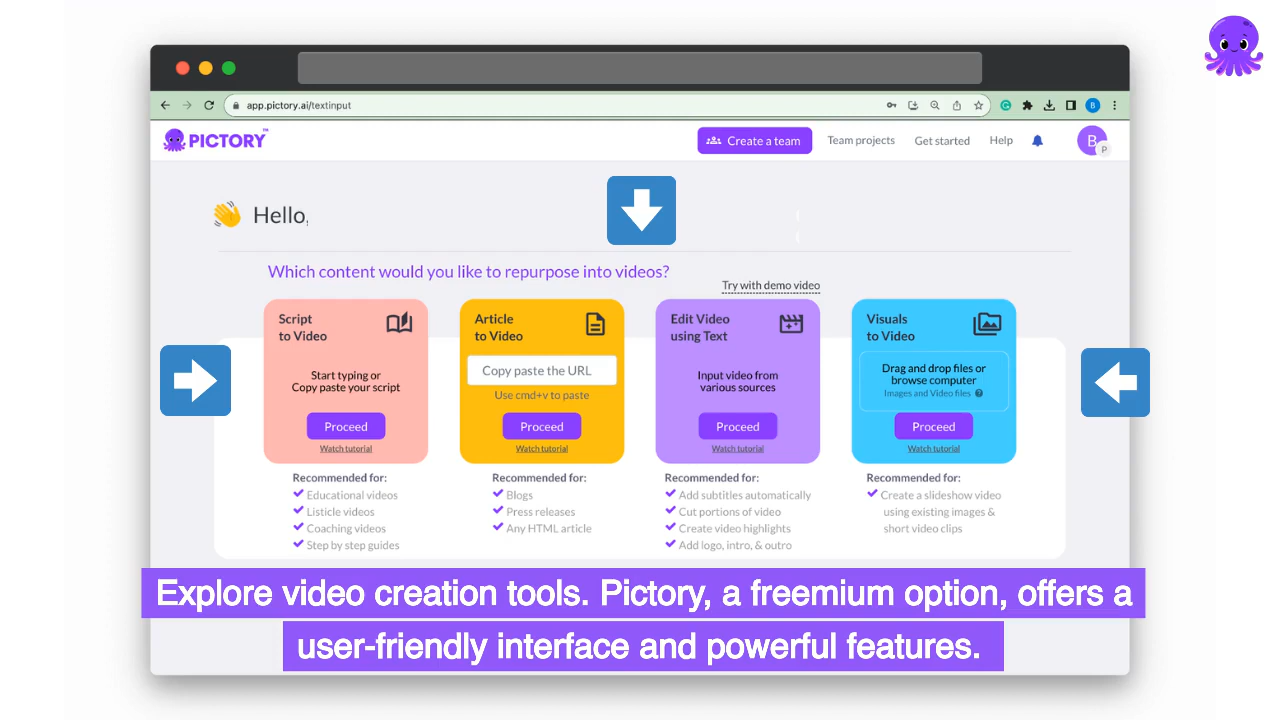 app.pictory.ai/textinput
PICTORY™
Create a team
Team projects
Get started
Help
B
B
P
Hello,
Which content would you like to repurpose into videos?
Try with demo video
Script
to Video
Start typing or
Copy paste your script
Proceed
Watch tutorial
Recommended for:
Educational videos
Listicle videos
Coaching videos
Step by step guides
Article
to Video
Copy paste the URL
Use cmd+v to paste
Proceed
Watch tutorial
Recommended for:
Blogs
Press releases
Any HTML article
Edit Video
using Text
Input video from
various sources
Proceed
Watch tutorial
Recommended for:
Add subtitles automatically
Cut portions of video
Create video highlights
Add logo, intro, & outro
Visuals
to Video
Drag and drop files or
browse computer
Images and Video files ?
Proceed
Watch tutorial
Recommended for:
Create a slideshow video
using existing images &
short video clips
Explore video creation tools. Pictory, a freemium option, offers a
user-friendly interface and powerful features.